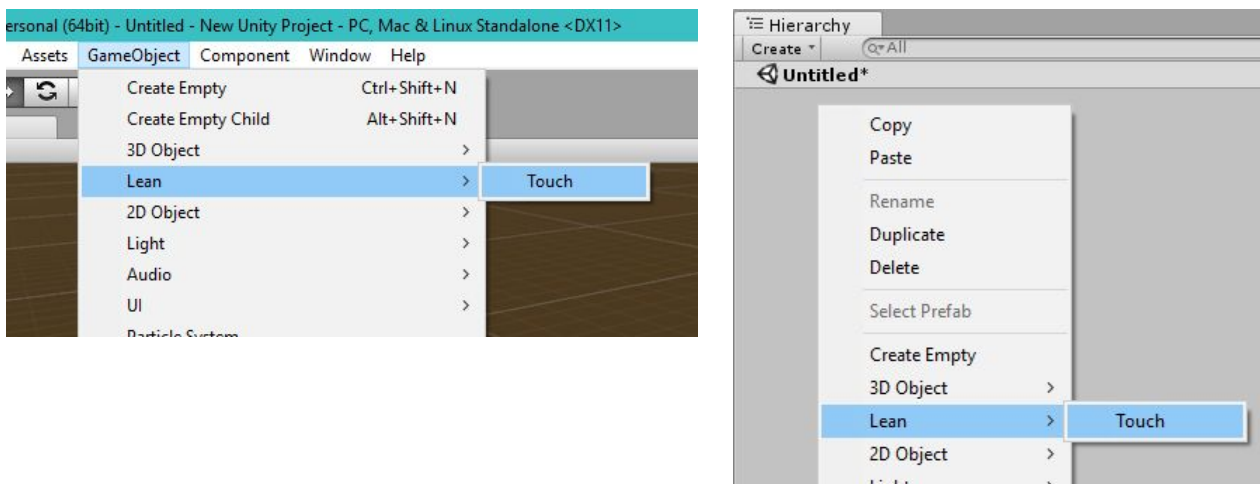 ersonal (64bit) - Untitled - New Unity Project - PC, Mac & Linux Standalone <DX11>
Assets GameObject Component Window Help
Create Empty Ctrl+Shift+N
Create Empty Child Alt+Shift+N
3D Object >
Lean > Touch
2D Object >
Light >
Audio >
UI >
Particle System
Hierarchy
Create All
Untitled*
Copy
Paste
Rename
Duplicate
Delete
Select Prefab
Create Empty
3D Object >
Lean > Touch
2D Object >